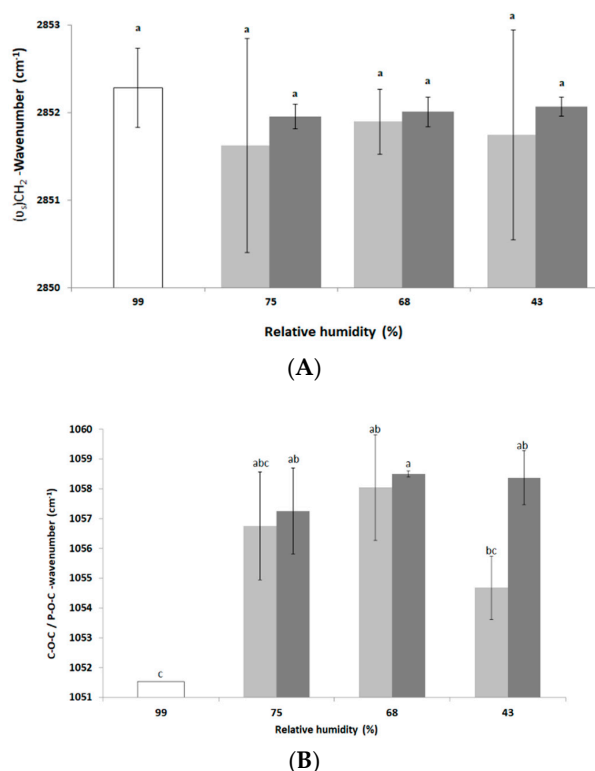 2853
2852
2851
2850
(υs)CH2 -Wavenumber (cm-1)
a
a
a
a
a
a
a
99
75
68
43
Relative humidity (%)
(A)
1060
1059
1058
1057
1056
1055
1054
1053
1052
1051
C-O-C / P-O-C -wavenumber (cm-1)
c
abc
ab
ab
a
bc
ab
99
75
68
43
Relative humidity (%)
(B)